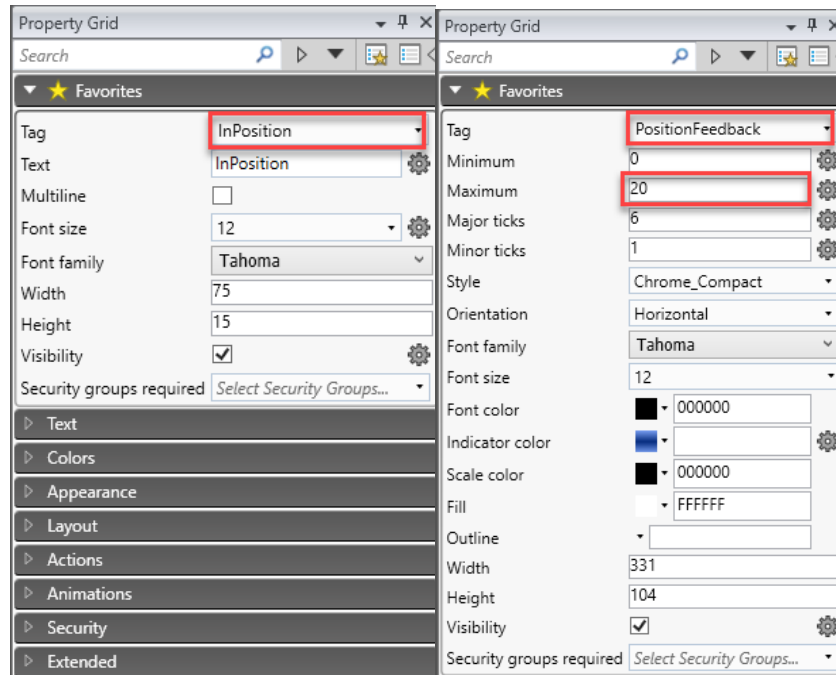 Property Grid
Search
Favorites
Tag InPosition
Text InPosition
Multiline
Font size 12
Font family Tahoma
Width 75
Height 15
Visibility
Security groups required Select Security Groups...
Text
Colors
Appearance
Layout
Actions
Animations
Security
Extended
Property Grid
Search
Favorites
Tag PositionFeedback
Minimum 0
Maximum 20
Major ticks 6
Minor ticks 1
Style Chrome_Compact
Orientation Horizontal
Font family Tahoma
Font size 12
Font color 000000
Indicator color
Scale color 000000
Fill FFFFFF
Outline
Width 331
Height 104
Visibility
Security groups required Select Security Groups...